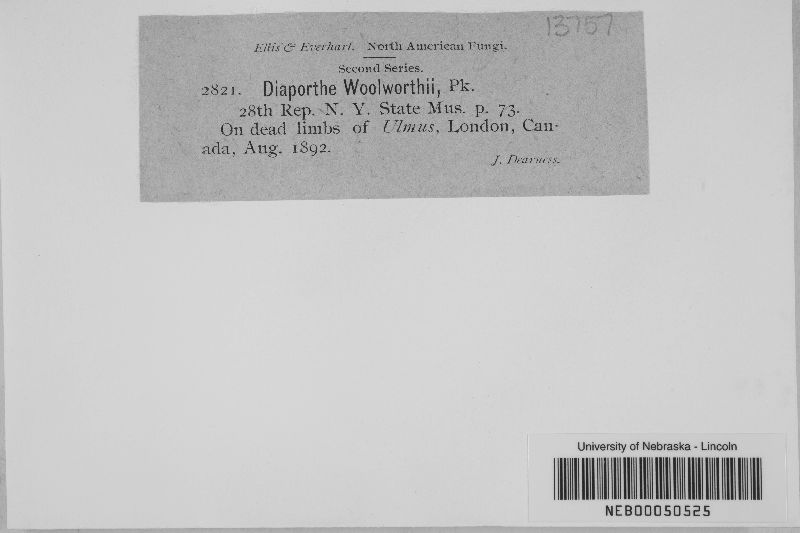 13757
Ellis & Everhart. North American Fungi.
Second Series.
2821. Diaporthe Woolworthii, Pk.
28th Rep. N. Y. State Mus. p. 73.
On dead limbs of Ulmus, London, Can-
ada, Aug. 1892.
J. Dearness.
University of Nebraska - Lincoln
NEB00050525